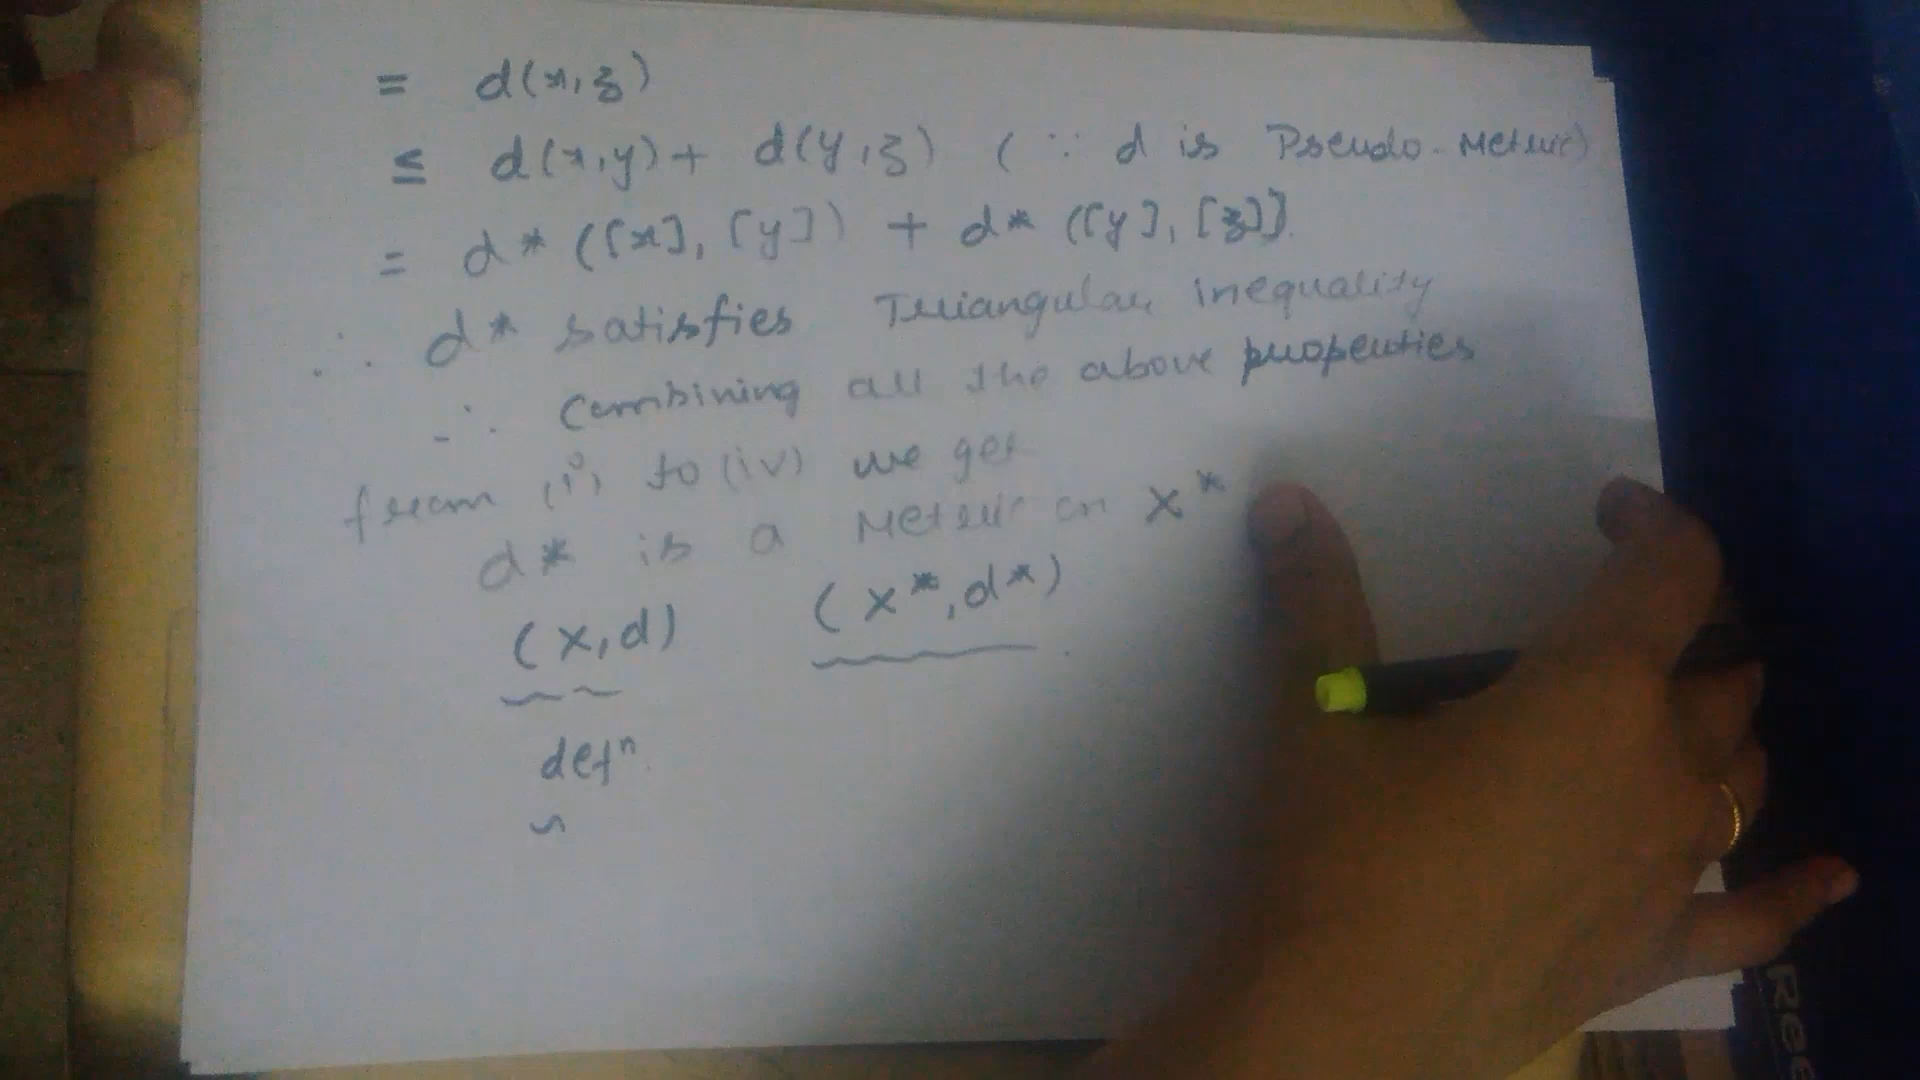 = d(x,z)
≤ d(x,y) + d(y,z) (∵ d is Pseudo-Metric)
= d* ([x], [y]) + d* ([y], [z]).
∴ d* satisfies Triangular Inequality
∴ Combining all the above properties
from (i) to (iv) we get
d* is a Metric on X*
(X,d) (X*,d*).
defn.
Ree